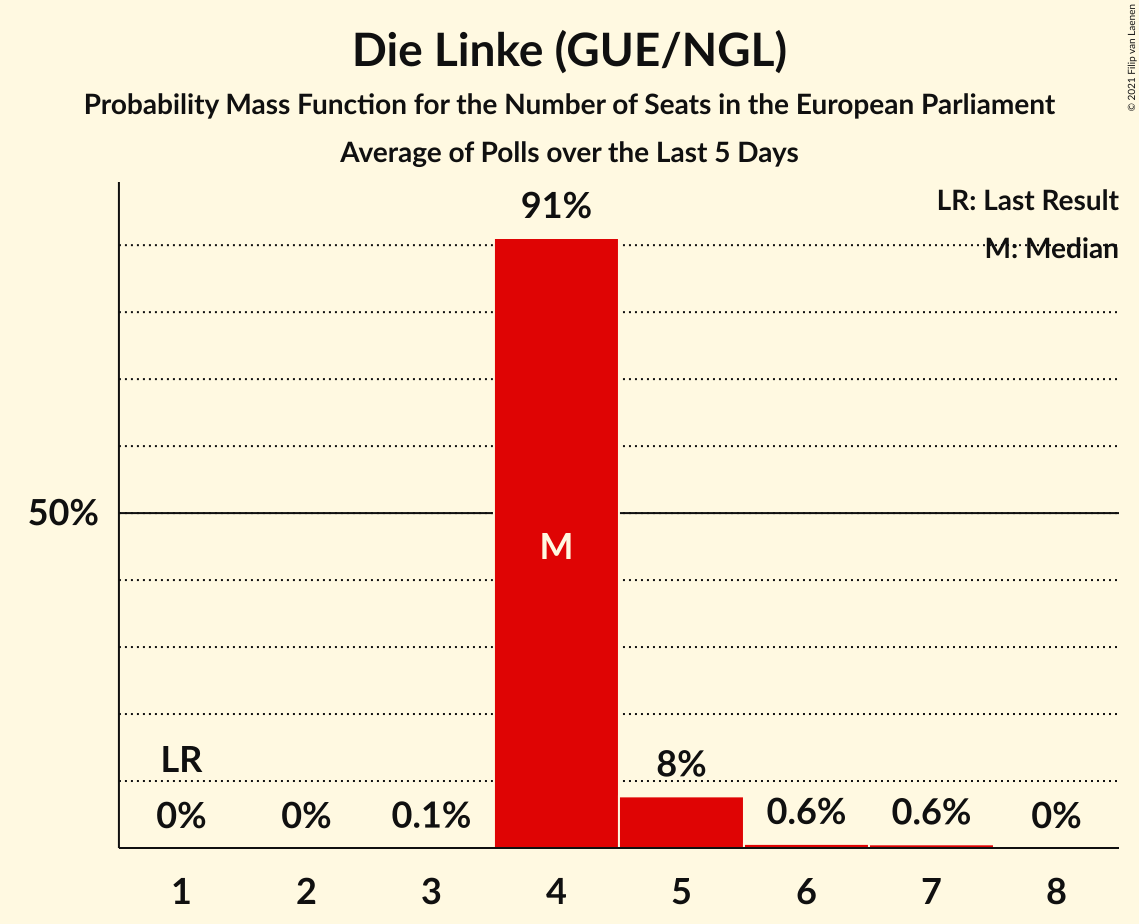 Die Linke (GUE/NGL)
Probability Mass Function for the Number of Seats in the European Parliament
Average of Polls over the Last 5 Days
© 2021 Filip van Laenen
LR: Last Result
M: Median
91%
50%
M
LR
0%
0%
0.1%
8%
0.6%
0.6%
0%
1 2 3 4 5 6 7 8